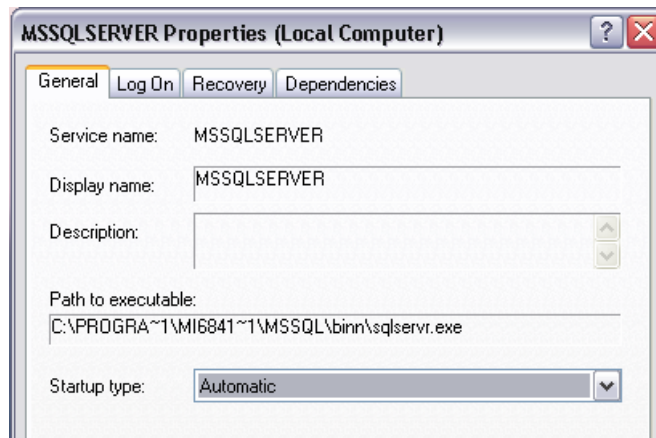 MSSQLSERVER Properties (Local Computer)
General Log On Recovery Dependencies
Service name: MSSQLSERVER
Display name: MSSQLSERVER
Description:
Path to executable:
C:\PROGRA~1\MI6841~1\MSSQL\binn\sqlservr.exe
Startup type: Automatic